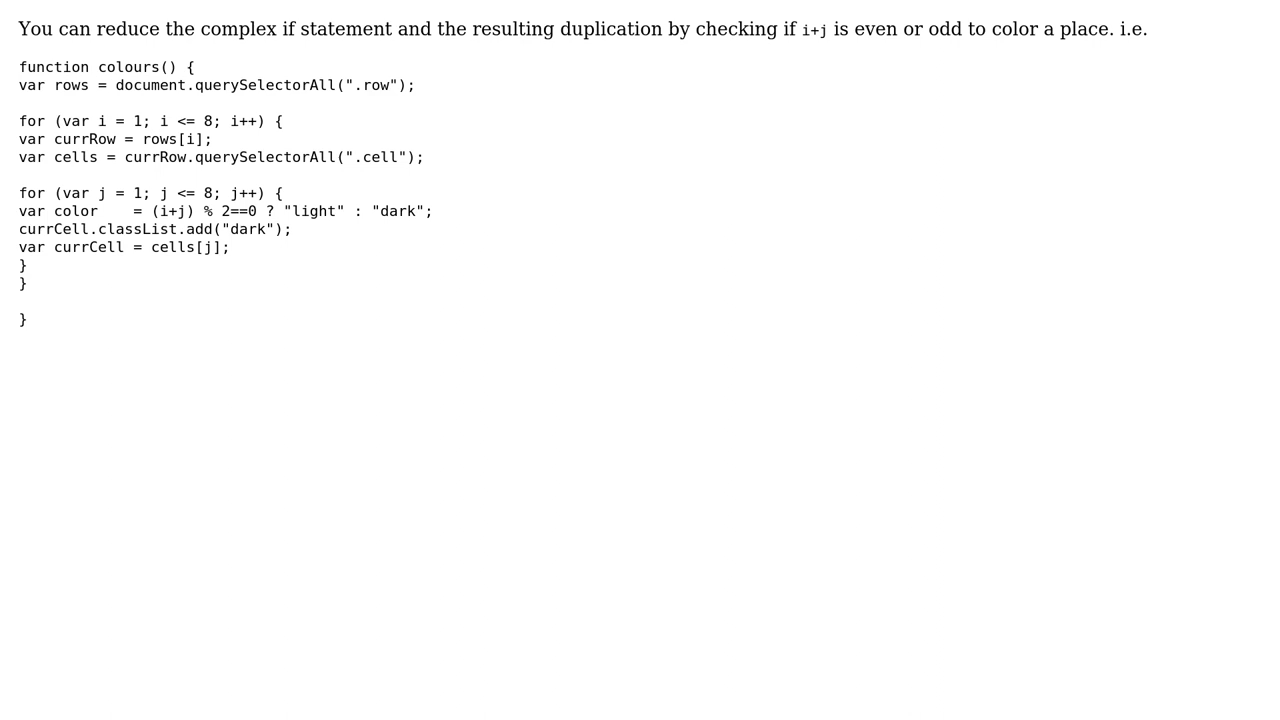 You can reduce the complex if statement and the resulting duplication by checking if i+j is even or odd to color a place. i.e.
function colours() {
var rows = document.querySelectorAll(".row");
for (var i = 1; i <= 8; i++) {
var currRow = rows[i];
var cells = currRow.querySelectorAll(".cell");
for (var j = 1; j <= 8; j++) {
var color    = (i+j) % 2==0 ? "light" : "dark";
currCell.classList.add("dark");
var currCell = cells[j];
}
}
}